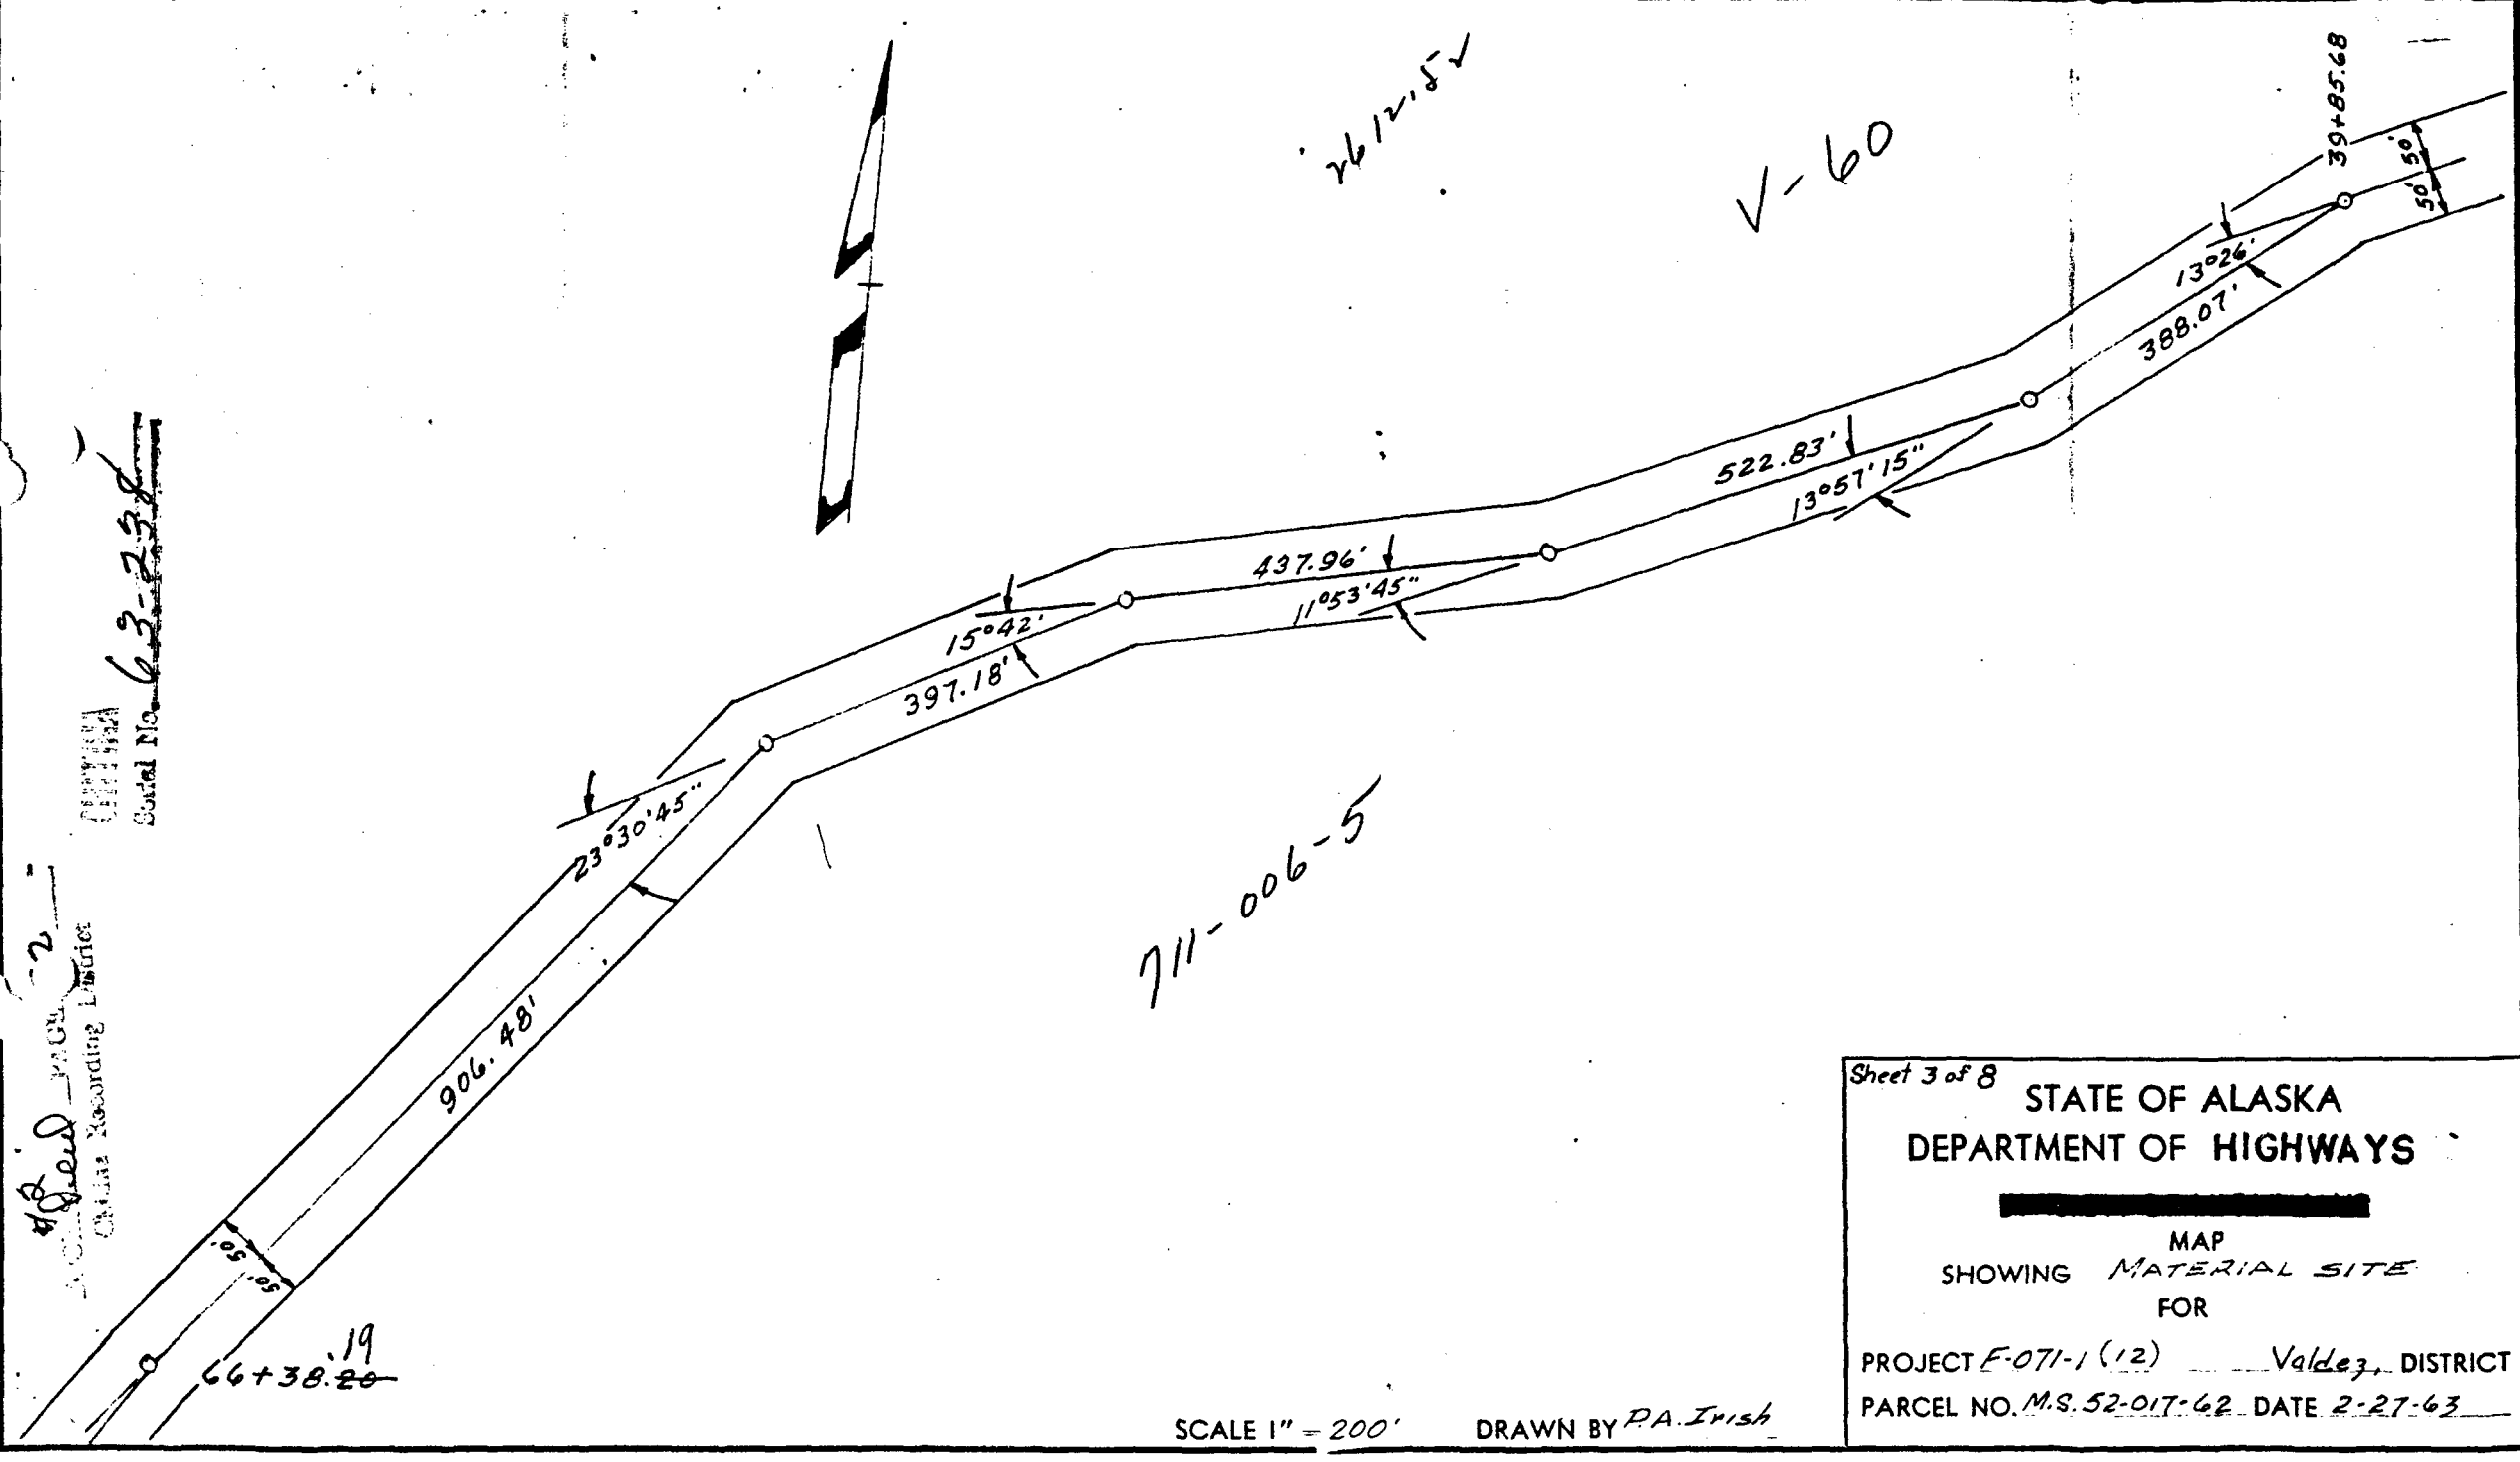 2612.52
V-60
39+85.68
50'
50'
13°26'
388.07'
522.83'
13°57'15"
437.96'
11°53'45"
15°42'
397.18'
23°30'45"
906.48'
50'
50'
.19
66+38.20
711-006-5
Serial No. 63-238
Deed
Recording District
Sheet 3 of 8
STATE OF ALASKA
DEPARTMENT OF HIGHWAYS
MAP
SHOWING MATERIAL SITE
FOR
PROJECT F-071-1 (12) Valdez, DISTRICT
PARCEL NO. M.S. 52-017-62 DATE 2-27-63
SCALE 1" = 200' DRAWN BY P.A. Irish